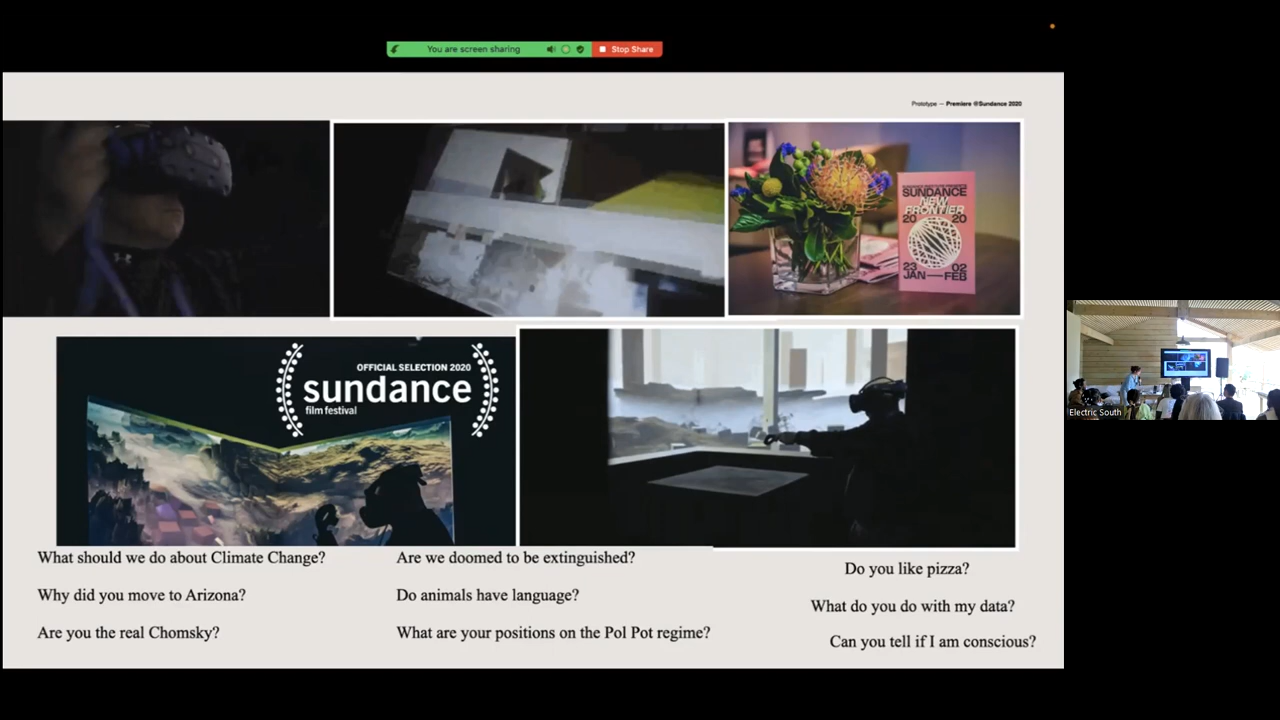 You are screen sharing
Stop Share
Prototype — Premiere @Sundance 2020
SUNDANCE
NEW
FRONTIER
20 20
23 02
JAN — FEB
OFFICIAL SELECTION 2020
sundance
film festival
What should we do about Climate Change?
Why did you move to Arizona?
Are you the real Chomsky?
Are we doomed to be extinguished?
Do animals have language?
What are your positions on the Pol Pot regime?
Do you like pizza?
What do you do with my data?
Can you tell if I am conscious?
Electric South